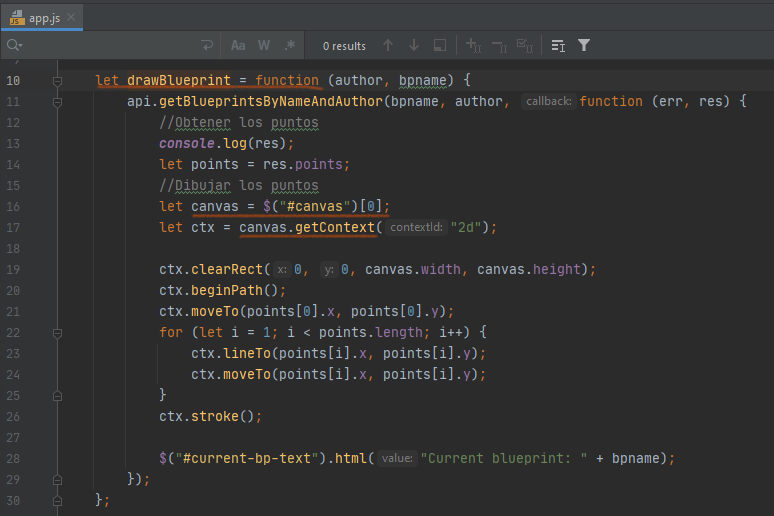 app.js
Aa W .* 0 results
10 let drawBlueprint = function (author, bpname) {
11 api.getBlueprintsByNameAndAuthor(bpname, author, callback: function (err, res) {
12 //Obtener los puntos
13 console.log(res);
14 let points = res.points;
15 //Dibujar los puntos
16 let canvas = $("#canvas")[0];
17 let ctx = canvas.getContext( contextId: "2d");
18
19 ctx.clearRect( x: 0, y: 0, canvas.width, canvas.height);
20 ctx.beginPath();
21 ctx.moveTo(points[0].x, points[0].y);
22 for (let i = 1; i < points.length; i++) {
23 ctx.lineTo(points[i].x, points[i].y);
24 ctx.moveTo(points[i].x, points[i].y);
25 }
26 ctx.stroke();
27
28 $("#current-bp-text").html( value: "Current blueprint: " + bpname);
29 });
30 };